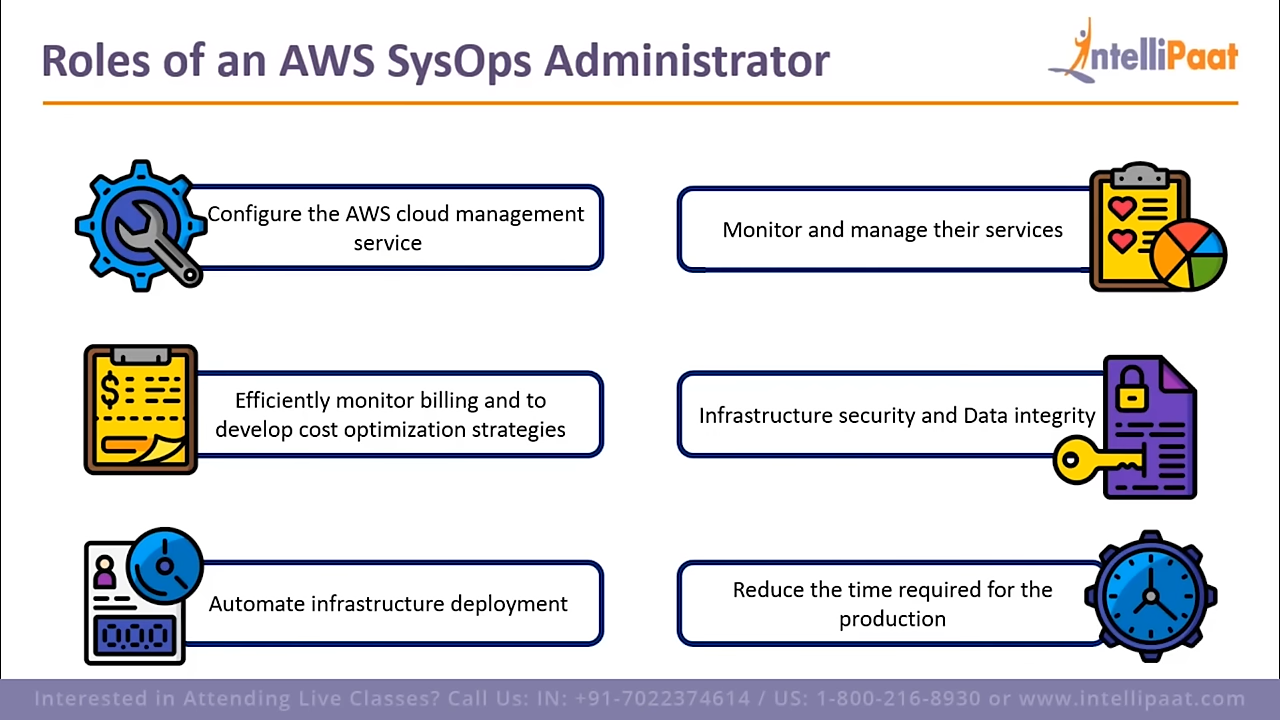 Roles of an AWS SysOps Administrator
IntelliPaat
Configure the AWS cloud management
service
Monitor and manage their services
Efficiently monitor billing and to
develop cost optimization strategies
Infrastructure security and Data integrity
Automate infrastructure deployment
Reduce the time required for the
production
$
0.0.0
Interested in Attending Live Classes? Call Us: IN: +91-7022374614 / US: 1-800-216-8930 or www.intellipaat.com